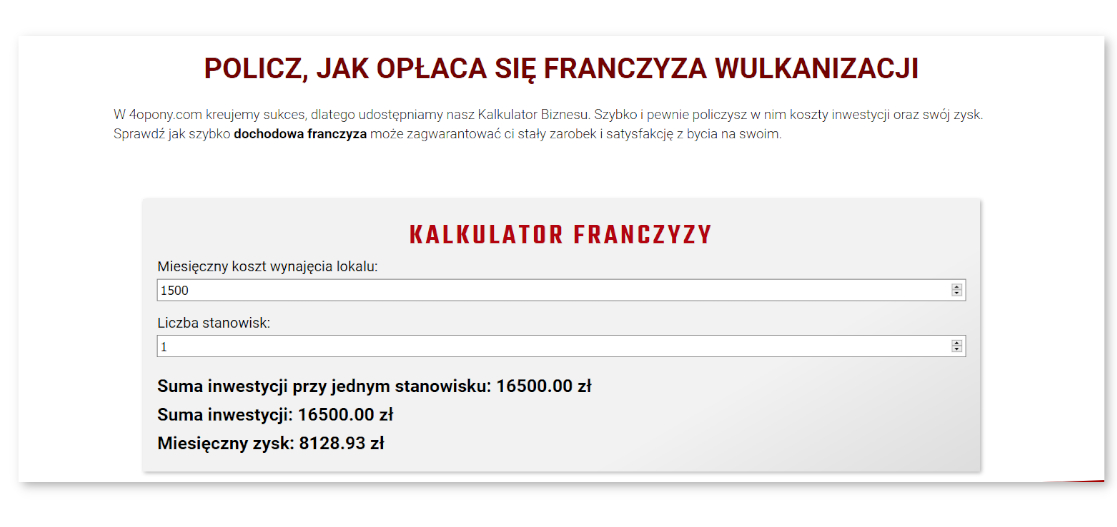 POLICZ, JAK OPŁACA SIĘ FRANCZYZA WULKANIZACJI
W 4opony.com kreujemy sukces, dlatego udostępniamy nasz Kalkulator Biznesu. Szybko i pewnie policzysz w nim koszty inwestycji oraz swój zysk.
Sprawdź jak szybko dochodowa franczyza może zagwarantować ci stały zarobek i satysfakcję z bycia na swoim.
KALKULATOR FRANCZYZY
Miesięczny koszt wynajęcia lokalu:
1500
Liczba stanowisk:
1
Suma inwestycji przy jednym stanowisku: 16500.00 zł
Suma inwestycji: 16500.00 zł
Miesięczny zysk: 8128.93 zł